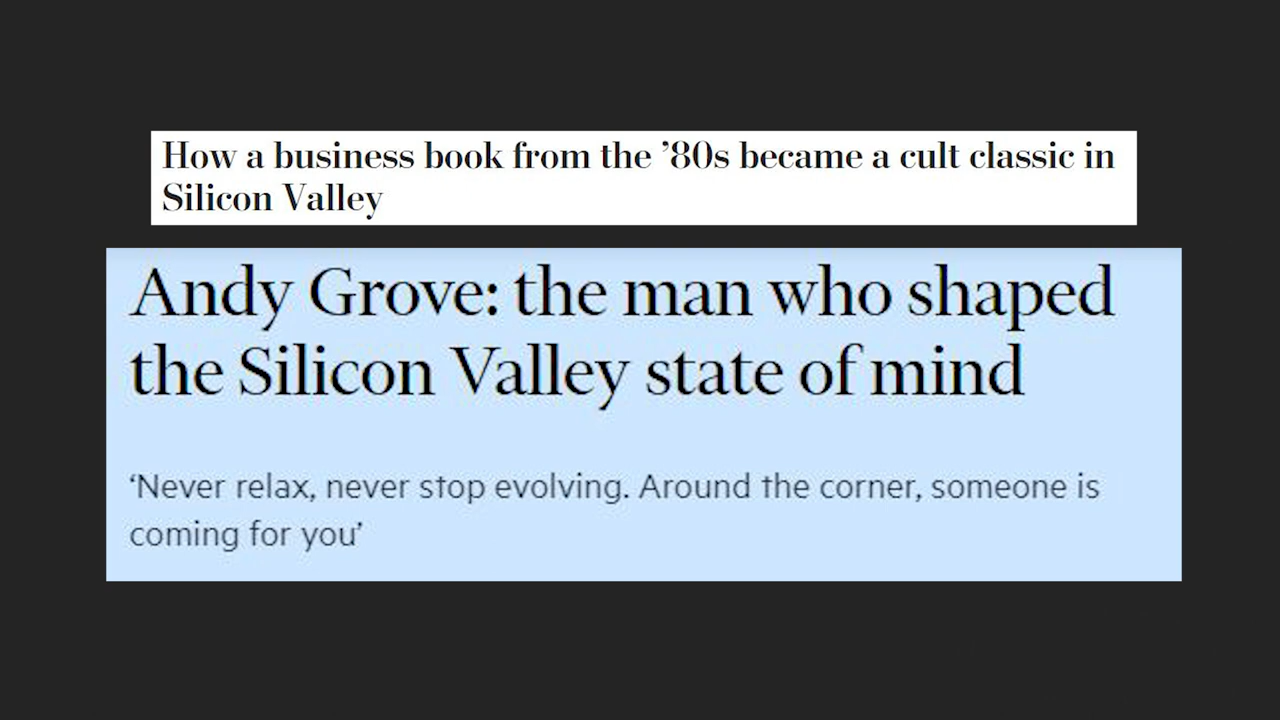 How a business book from the ’80s became a cult classic in
Silicon Valley
Andy Grove: the man who shaped
the Silicon Valley state of mind
‘Never relax, never stop evolving. Around the corner, someone is
coming for you’